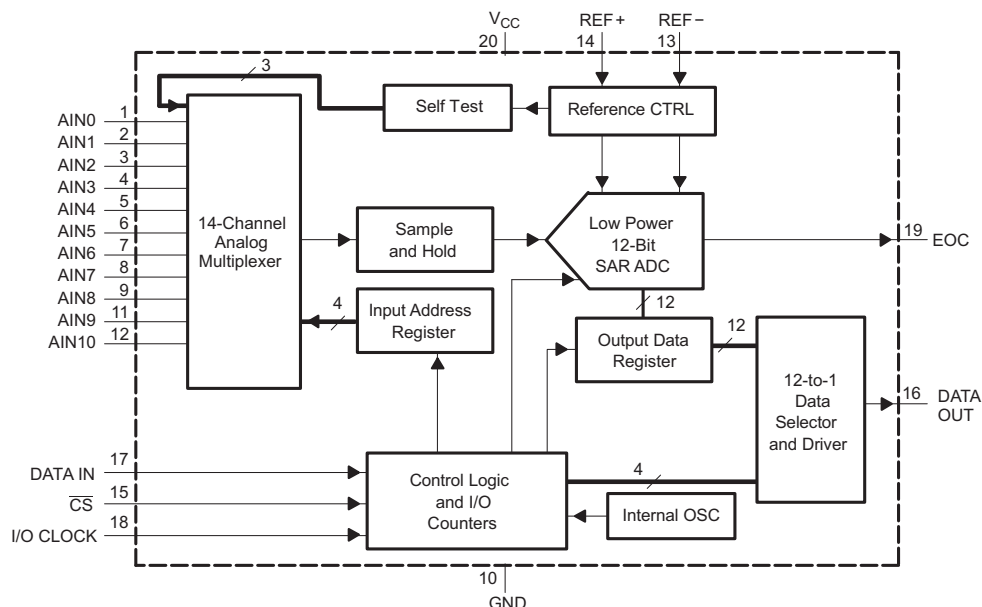 VCC
20
REF+
14
REF−
13
3
Self Test
Reference CTRL
AIN0
1
AIN1
2
AIN2
3
AIN3
4
AIN4
5
AIN5
6
AIN6
7
AIN7
8
AIN8
9
AIN9
11
AIN10
12
14-Channel
Analog
Multiplexer
Sample
and Hold
Low Power
12-Bit
SAR ADC
19
EOC
4
Input Address
Register
12
Output Data
Register
12
12-to-1
Data
Selector
and Driver
16
DATA
OUT
DATA IN
17
CS
15
I/O CLOCK
18
Control Logic
and I/O
Counters
4
Internal OSC
10
GND